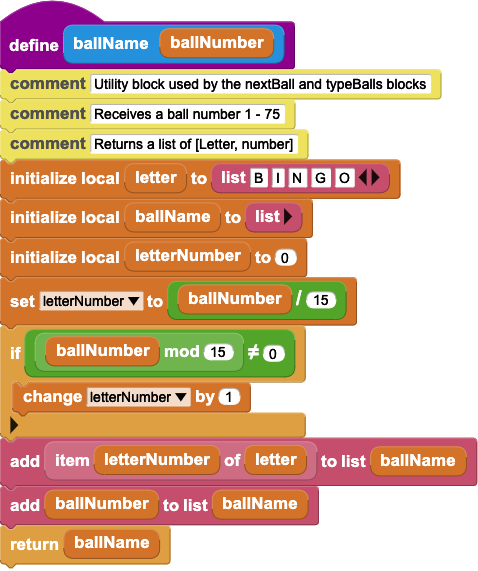 define ballName ballNumber
comment Utility block used by the nextBall and typeBalls blocks
comment Receives a ball number 1 - 75
comment Returns a list of [Letter, number]
initialize local letter to list B I N G O
initialize local ballName to list
initialize local letterNumber to 0
set letterNumber to ballNumber / 15
if ballNumber mod 15 ≠ 0
change letterNumber by 1
add item letterNumber of letter to list ballName
add ballNumber to list ballName
return ballName